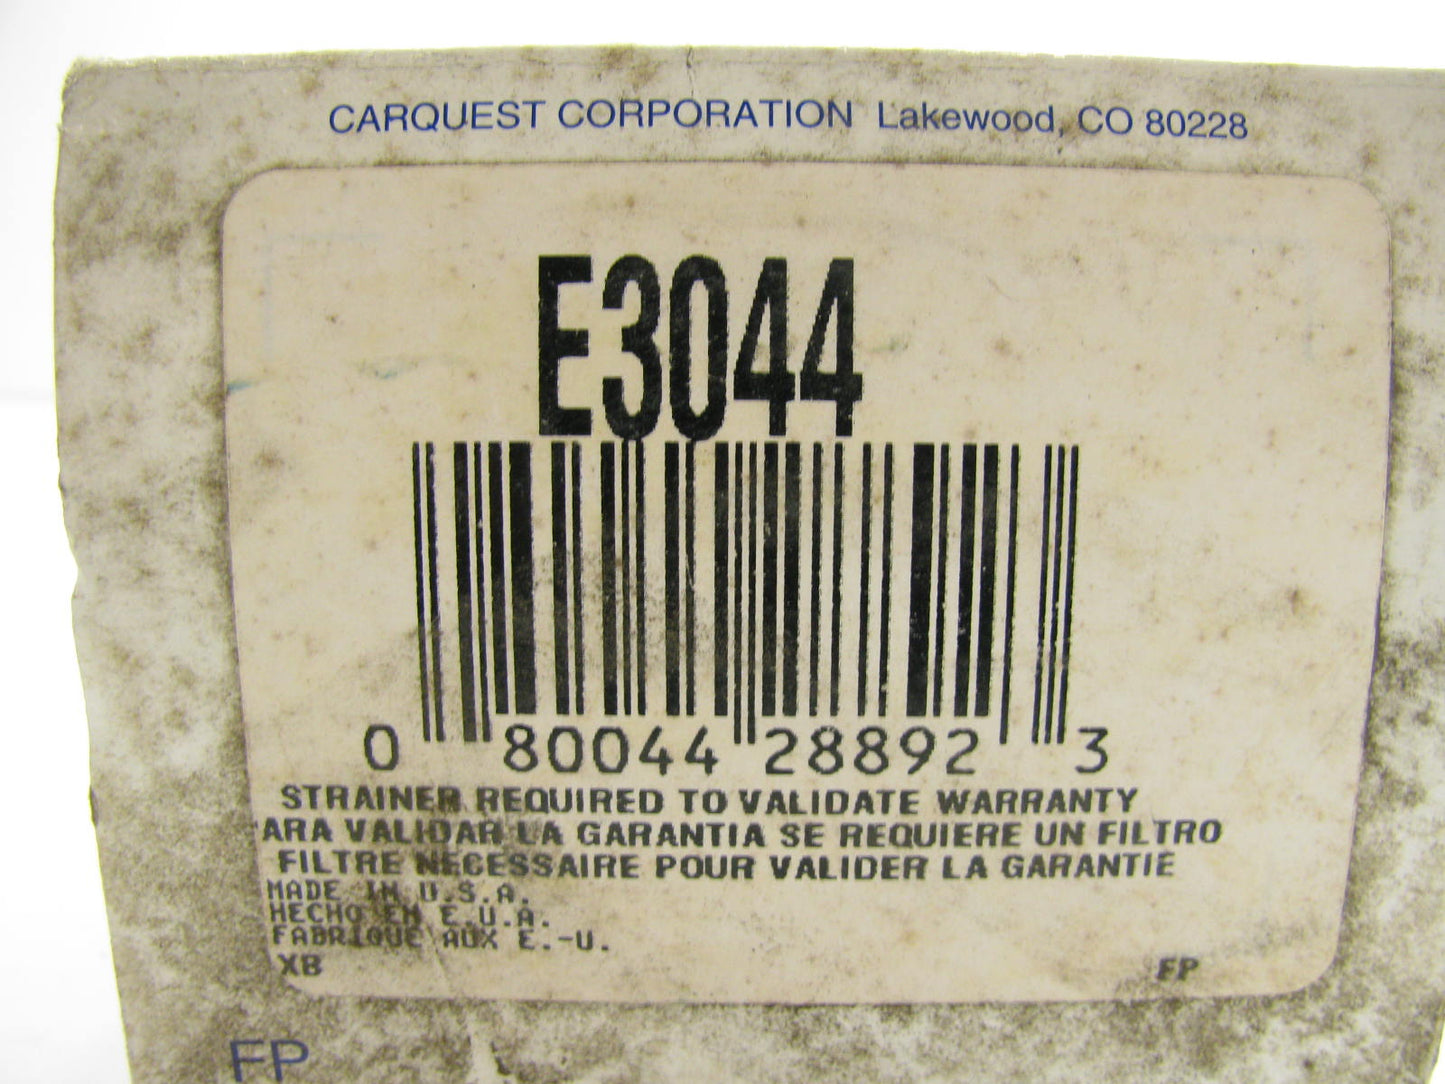 CARQUEST CORPORATION Lakewood, CO 80228
E3044
0 80044 28892 3
STRAINER REQUIRED TO VALIDATE WARRANTY
ARA VALIDAR LA GARANTIA SE REQUIERE UN FILTRO
FILTRE NECESSAIRE POUR VALIDER LA GARANTIE
MADE IN U.S.A.
HECHO EN E.U.A.
FABRIQUE AUX E.-U.
XB FP
FP